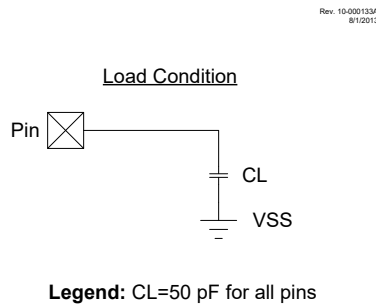 Rev. 10-000133A
8/1/2013
Load Condition
Pin
CL
VSS
Legend: CL=50 pF for all pins